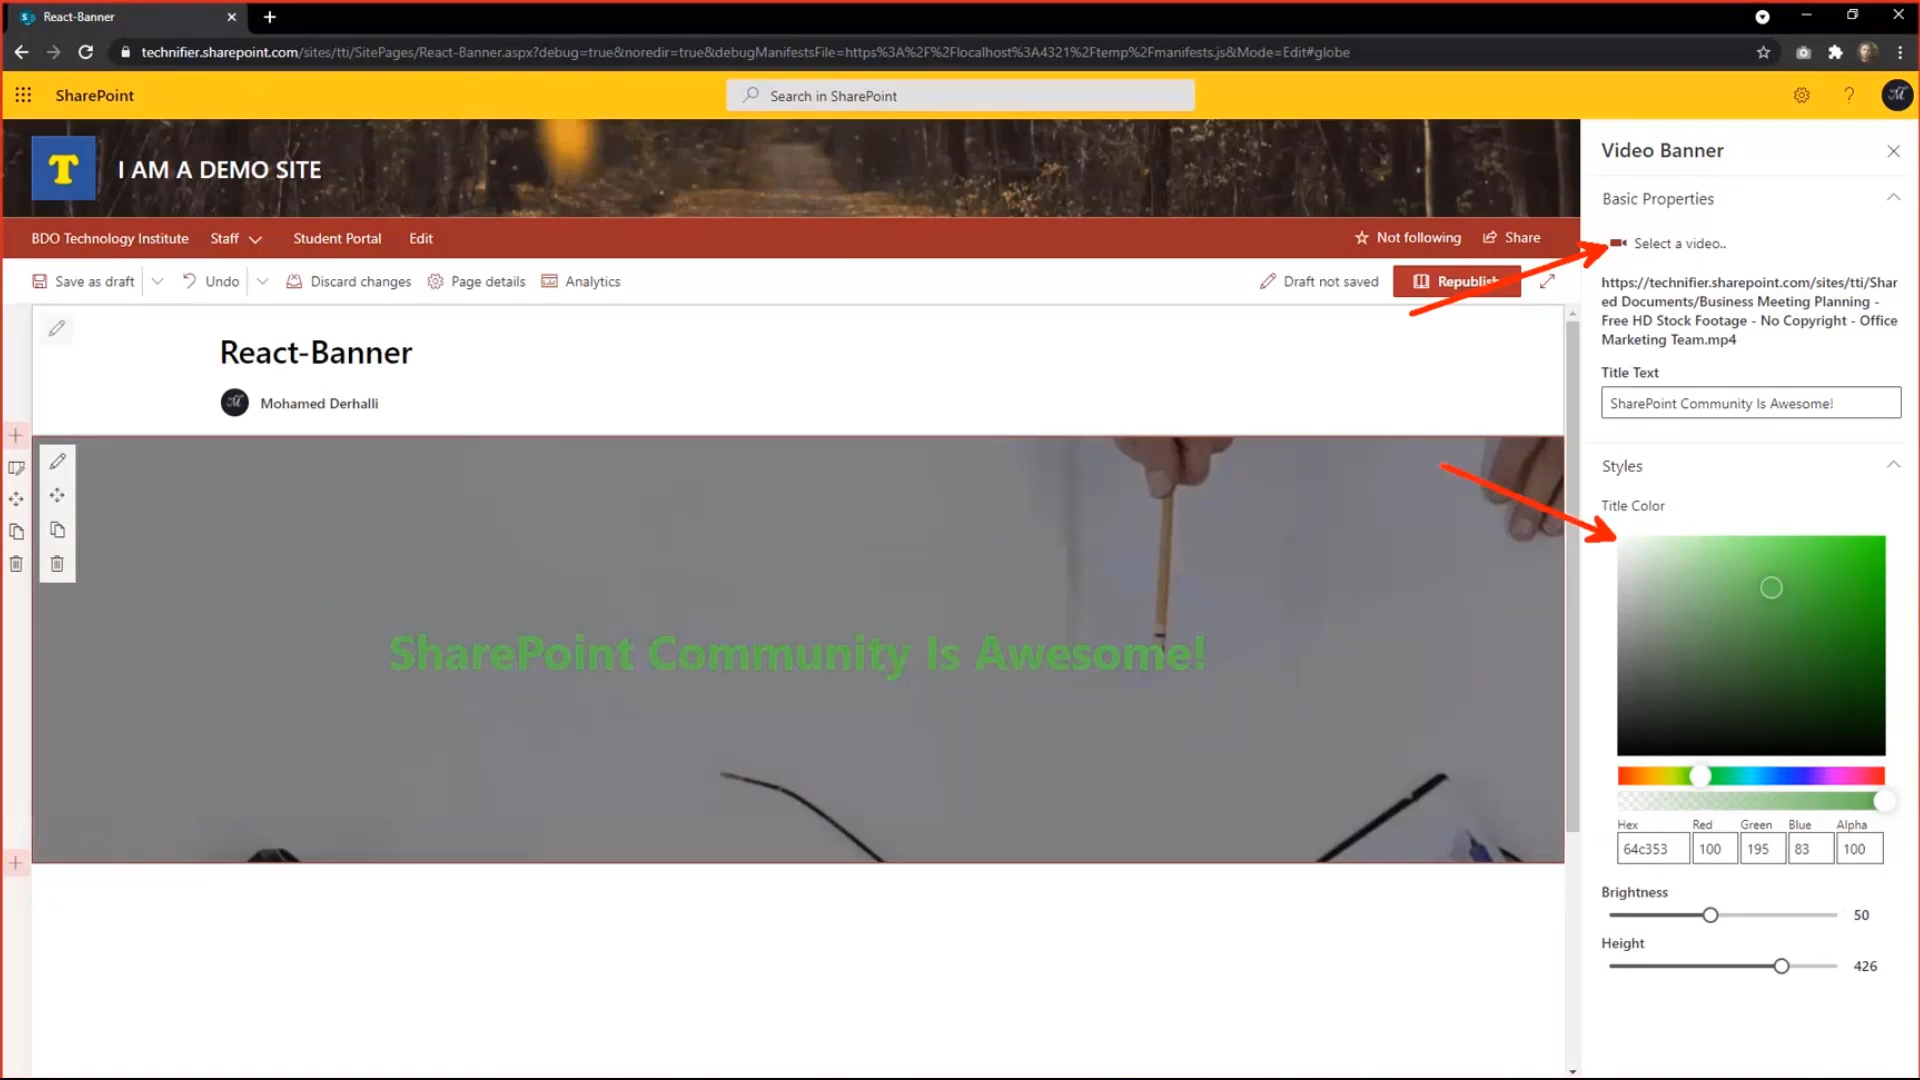 React-Banner
technifier.sharepoint.com/sites/tti/SitePages/React-Banner.aspx?debug=true&noredir=true&debugManifestsFile=https%3A%2F%2Flocalhost%3A4321%2Ftemp%2Fmanifests.js&Mode=Edit#globe
SharePoint
Search in SharePoint
T
I AM A DEMO SITE
BDO Technology Institute
Staff
Student Portal
Edit
Not following
Share
Save as draft
Undo
Discard changes
Page details
Analytics
Draft not saved
Republish
React-Banner
Mohamed Derhalli
SharePoint Community Is Awesome!
Video Banner
Basic Properties
Select a video..
https://technifier.sharepoint.com/sites/tti/Shar
ed Documents/Business Meeting Planning -
Free HD Stock Footage - No Copyright - Office
Marketing Team.mp4
Title Text
SharePoint Community Is Awesome!
Styles
Title Color
Hex Red Green Blue Alpha
64c353 100 195 83 100
Brightness
50
Height
426